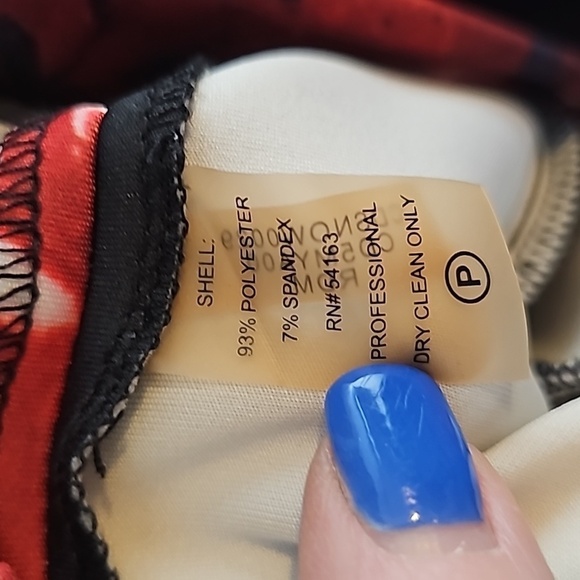 SHELL:
93% POLYESTER
7% SPANDEX
RN# 54163
PROFESSIONAL
DRY CLEAN ONLY
P